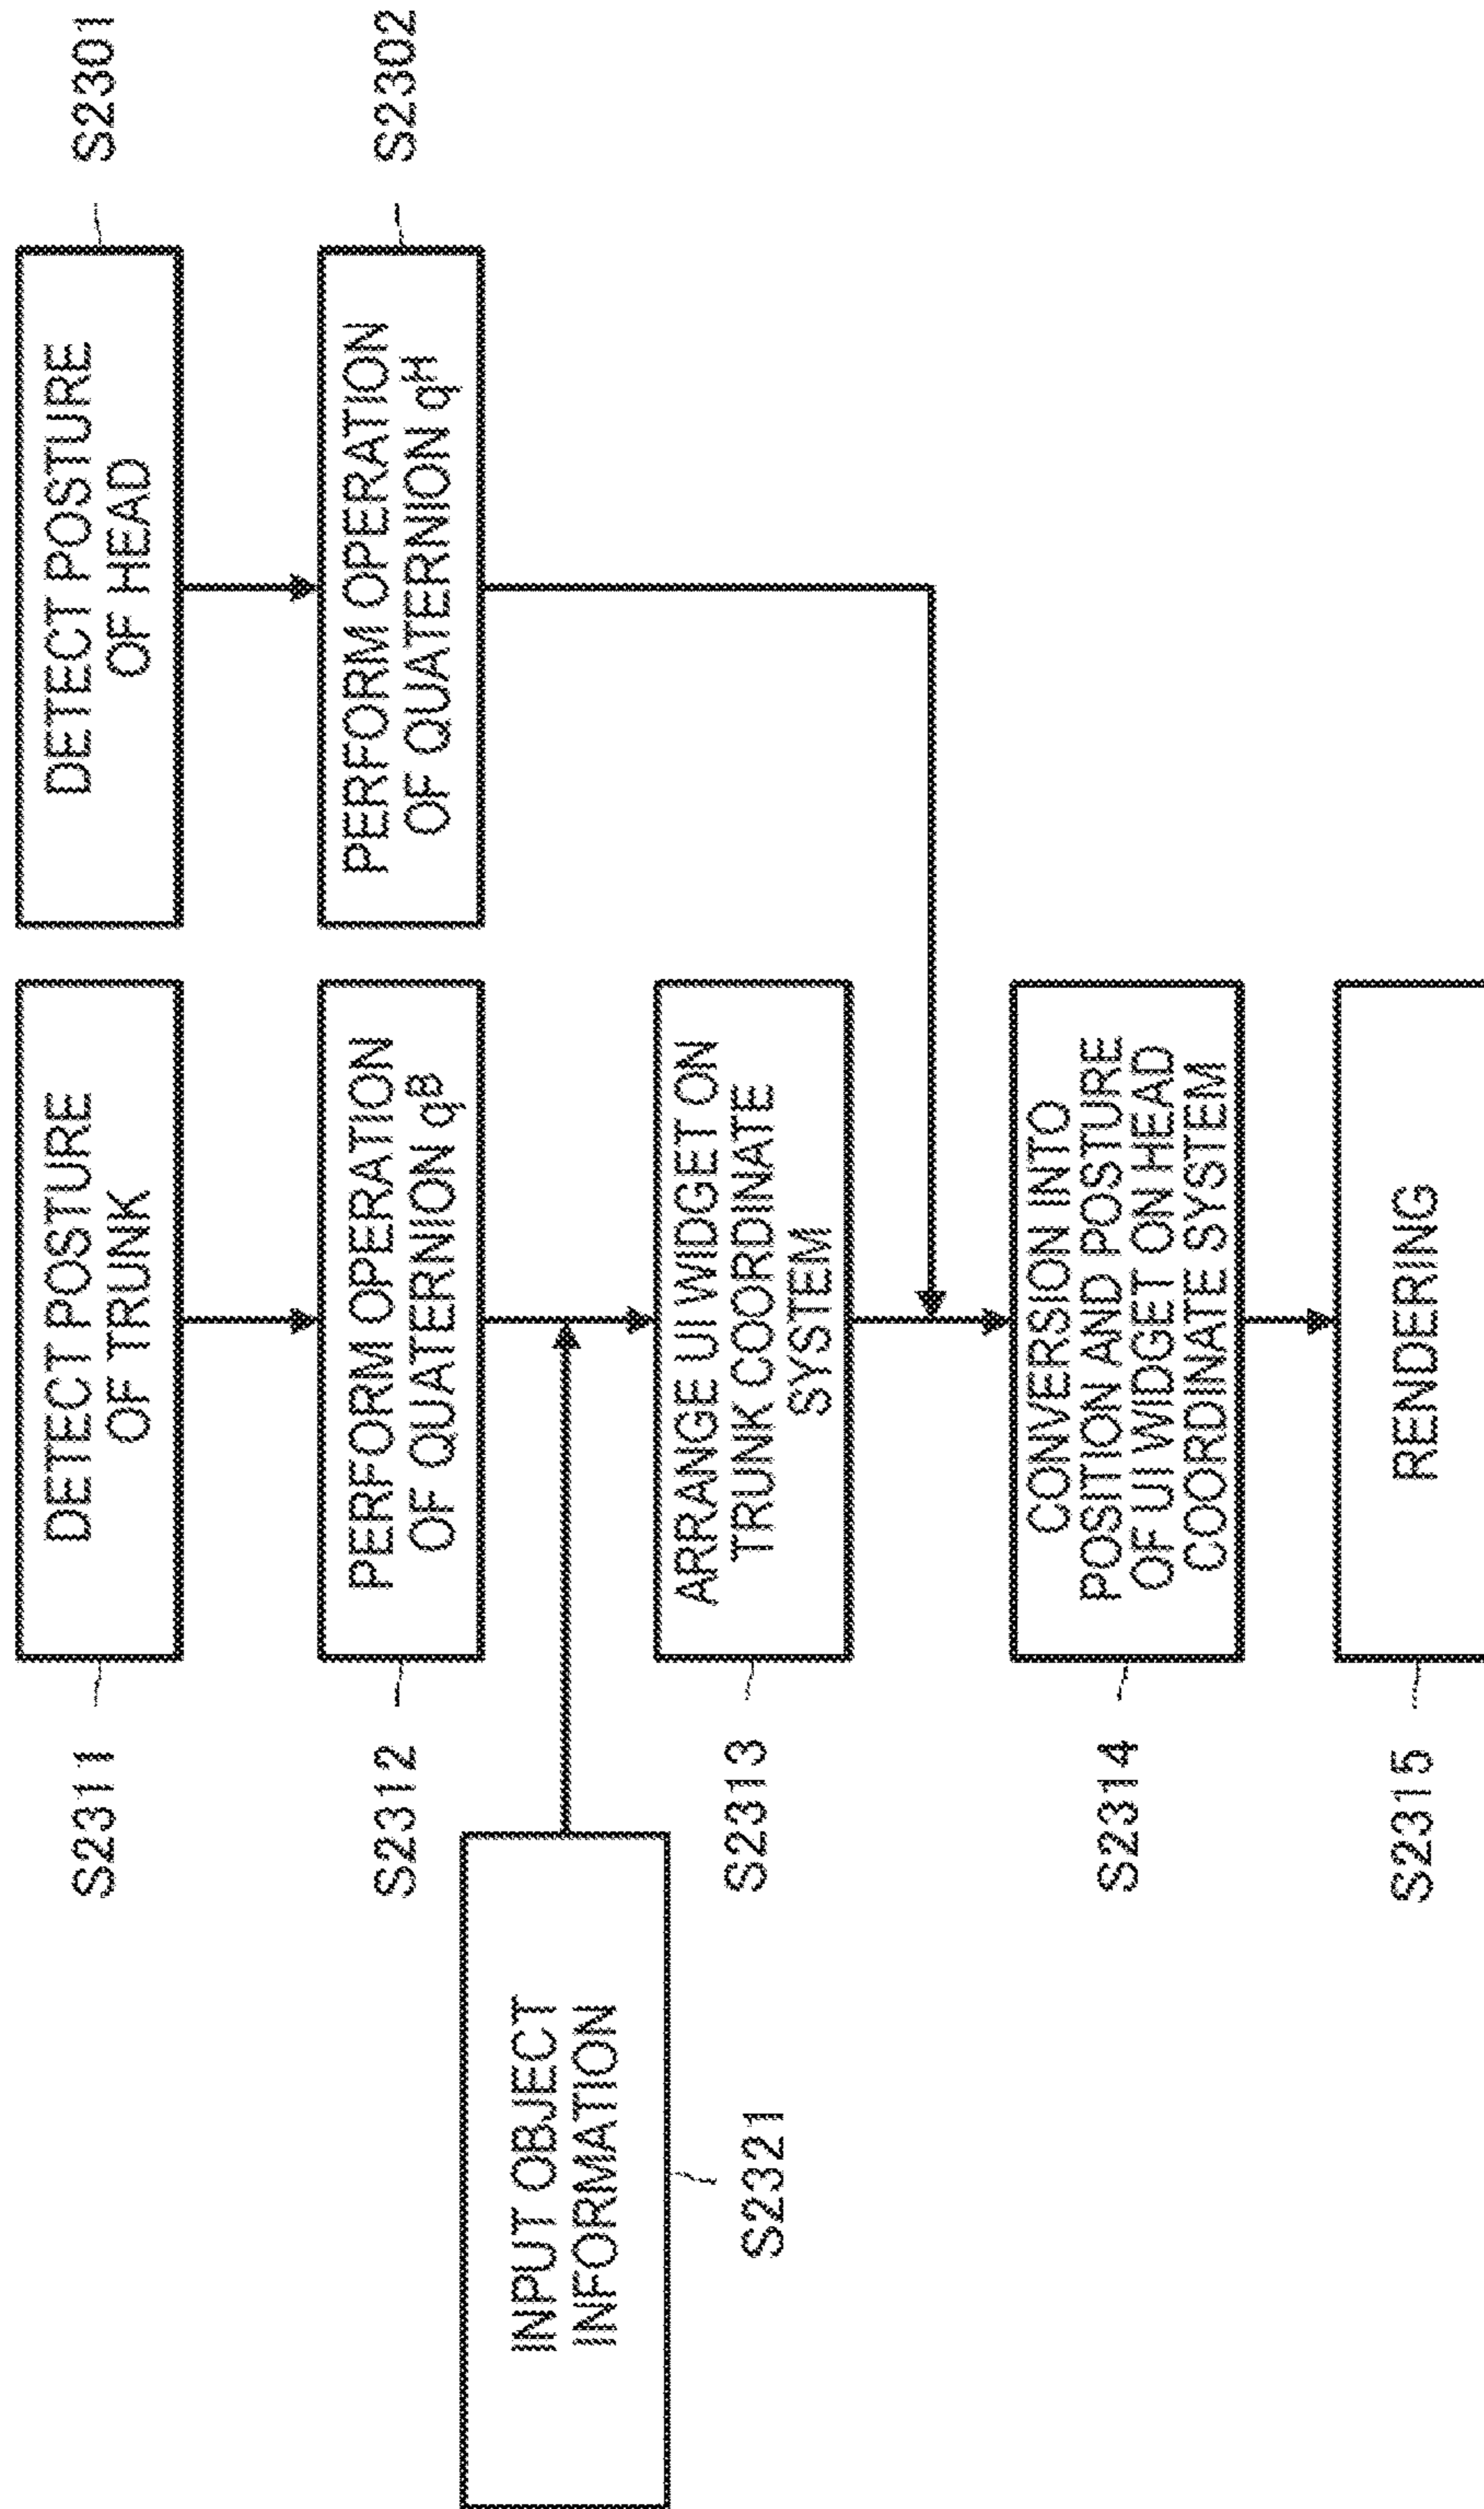 S2311
DETECT POSTURE
OF TRUNK
DETECT POSTURE
OF HEAD
S2301
S2312
PERFORM OPERATION
OF QUATERNION qB
PERFORM OPERATION
OF QUATERNION qH
S2302
INPUT OBJECT
INFORMATION
S2321
S2313
ARRANGE UI WIDGET ON
TRUNK COORDINATE
SYSTEM
S2314
CONVERSION INTO
POSITION AND POSTURE
OF UI WIDGET ON HEAD
COORDINATE SYSTEM
S2315
RENDERING